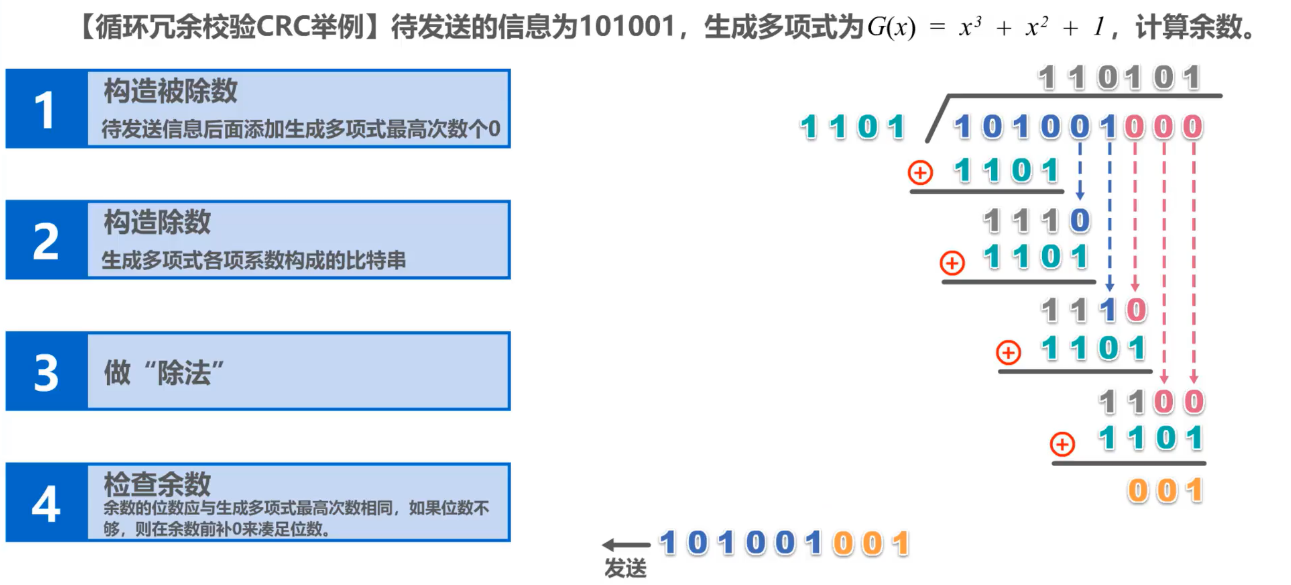 【循环冗余校验CRC举例】待发送的信息为101001，生成多项式为G(x) = x³ + x² + 1，计算余数。
1
构造被除数
待发送信息后面添加生成多项式最高次数个0
2
构造除数
生成多项式各项系数构成的比特串
3
做“除法”
4
检查余数
余数的位数应与生成多项式最高次数相同，如果位数不
够，则在余数前补0来凑足位数。
110101
1101 101001000
+ 1101
1110
+ 1101
1110
+ 1101
1100
+ 1101
001
101001001
发送